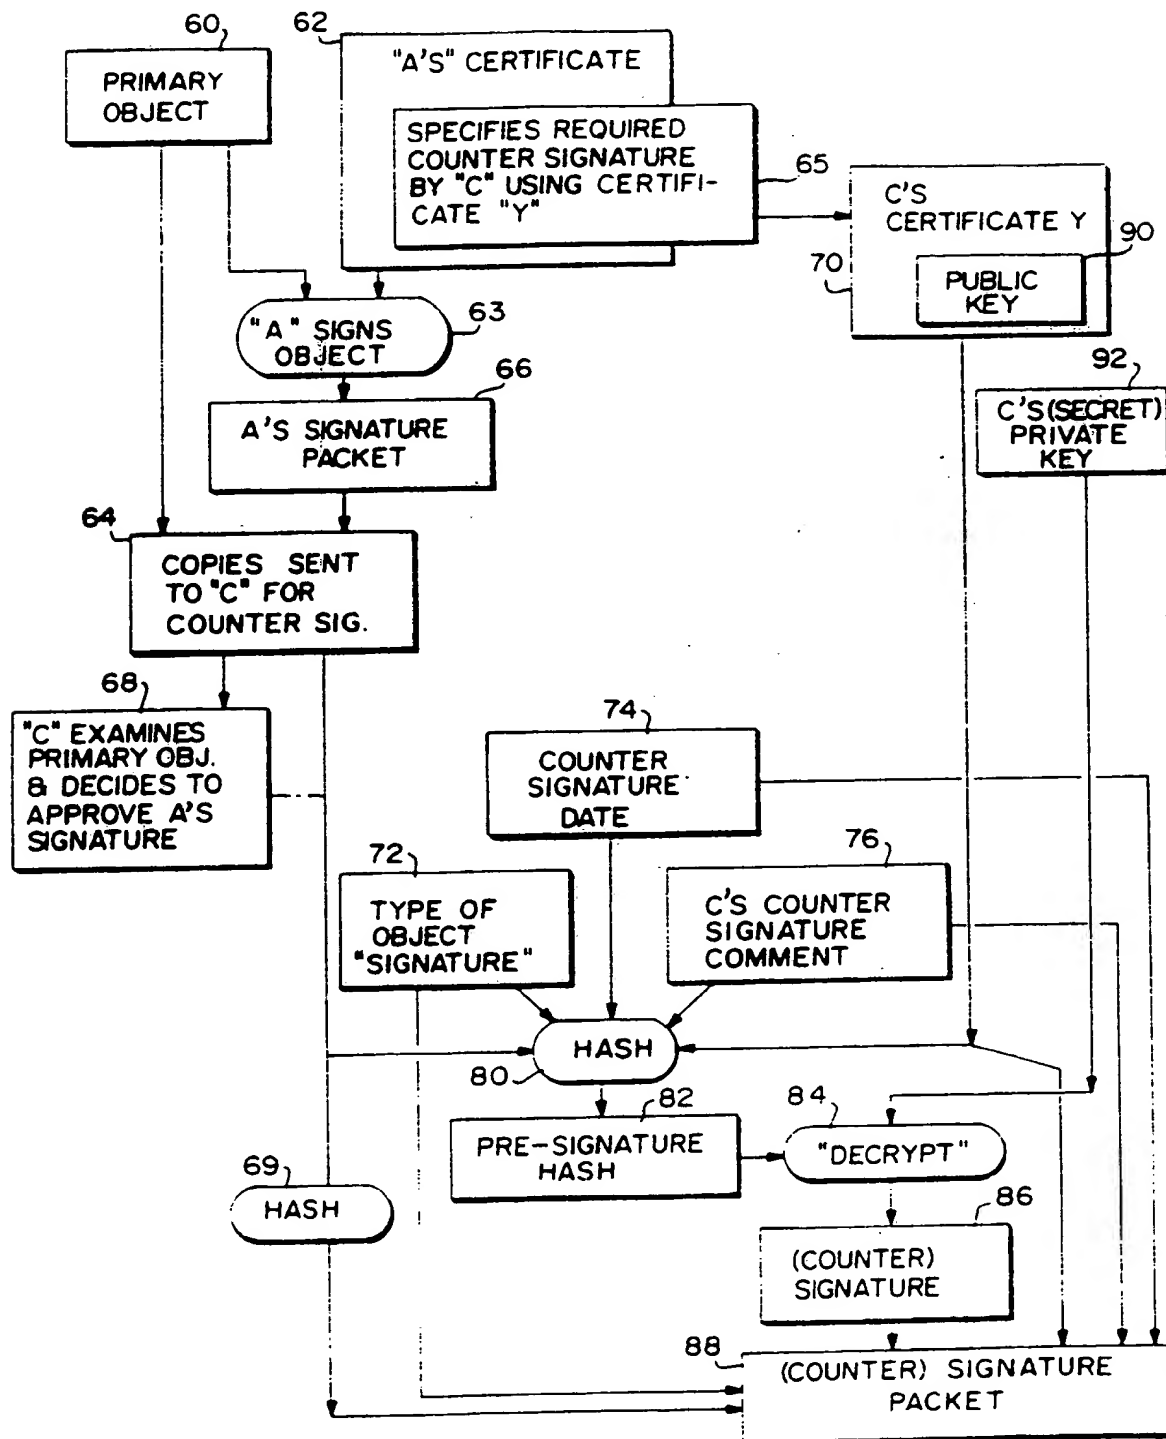 60
PRIMARY
OBJECT
62
"A'S" CERTIFICATE
SPECIFIES REQUIRED
COUNTER SIGNATURE
BY "C" USING CERTIFI-
CATE "Y"
65
C'S
CERTIFICATE Y
90
70
PUBLIC
KEY
"A" SIGNS
OBJECT
63
66
A'S SIGNATURE
PACKET
92
C'S (SECRET)
PRIVATE
KEY
64
COPIES SENT
TO "C" FOR
COUNTER SIG.
68
"C" EXAMINES
PRIMARY OBJ.
& DECIDES TO
APPROVE A'S
SIGNATURE
74
COUNTER
SIGNATURE
DATE
72
TYPE OF
OBJECT
"SIGNATURE"
76
C'S COUNTER
SIGNATURE
COMMENT
HASH
80
82
PRE-SIGNATURE
HASH
84
"DECRYPT"
69
HASH
86
(COUNTER)
SIGNATURE
88
(COUNTER) SIGNATURE
PACKET